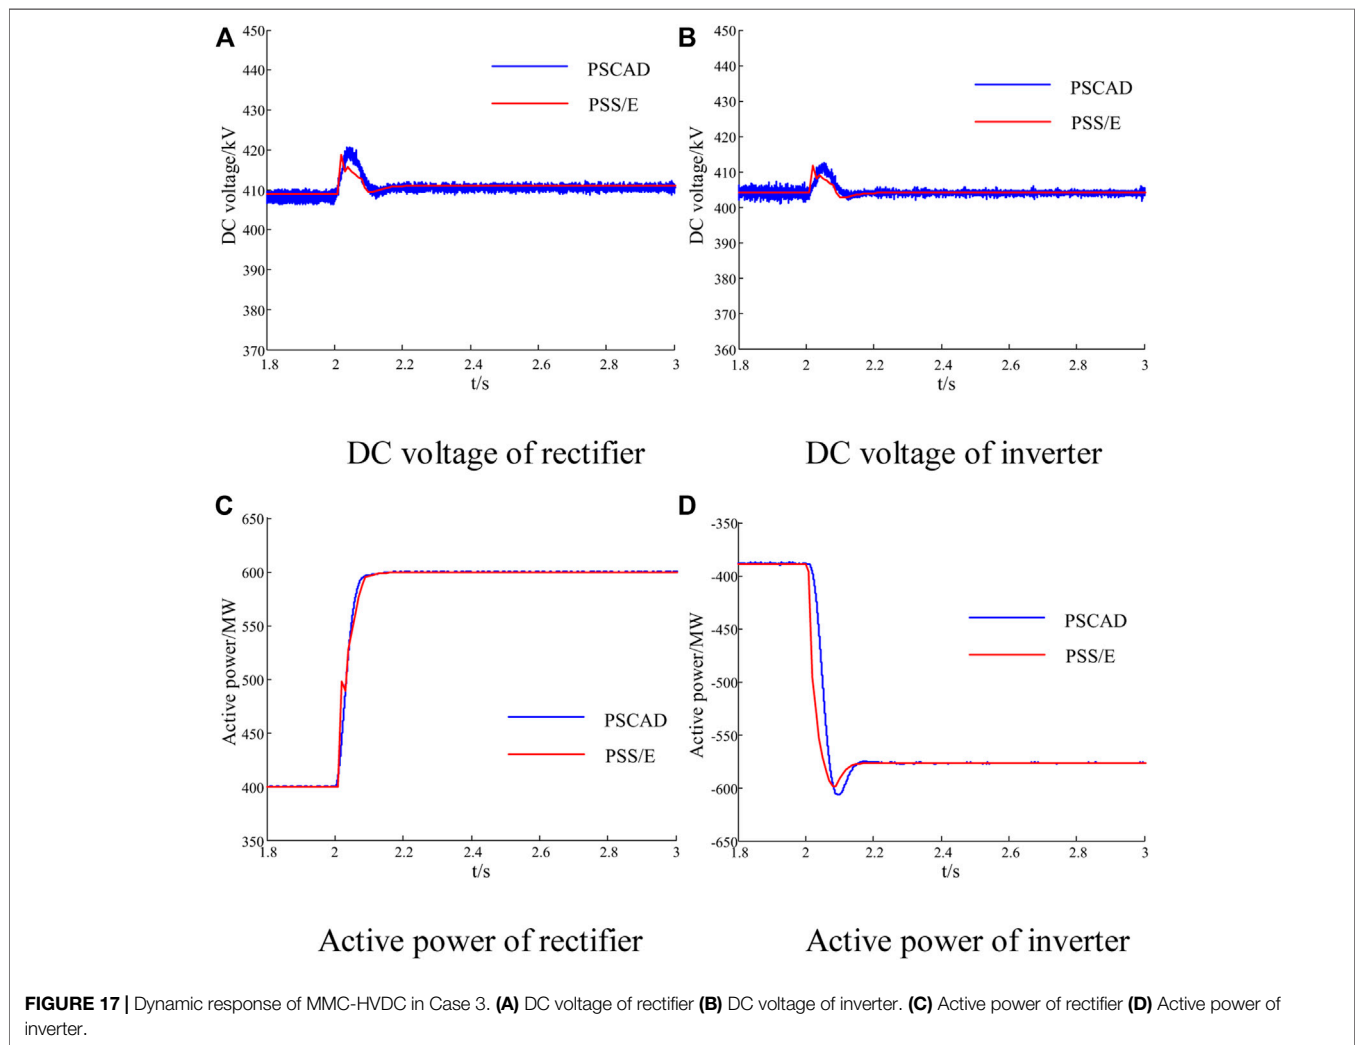 A
450
440
430
420
410
400
390
380
370
DC voltage/kV
PSCAD
PSS/E
1.8 2 2.2 2.4 2.6 2.8 3
t/s
DC voltage of rectifier
B
450
440
430
420
410
400
390
380
360
DC voltage/kV
PSCAD
PSS/E
1.8 2 2.2 2.4 2.6 2.8 3
t/s
DC voltage of inverter
C
650
600
550
500
450
400
350
Active power/MW
PSCAD
PSS/E
1.8 2 2.2 2.4 2.6 2.8 3
t/s
Active power of rectifier
D
-350
-400
-450
-500
-550
-600
-650
Active power/MW
PSCAD
PSS/E
1.8 2 2.2 2.4 2.6 2.8 3
t/s
Active power of inverter
FIGURE 17 | Dynamic response of MMC-HVDC in Case 3. (A) DC voltage of rectifier (B) DC voltage of inverter. (C) Active power of rectifier (D) Active power of
inverter.